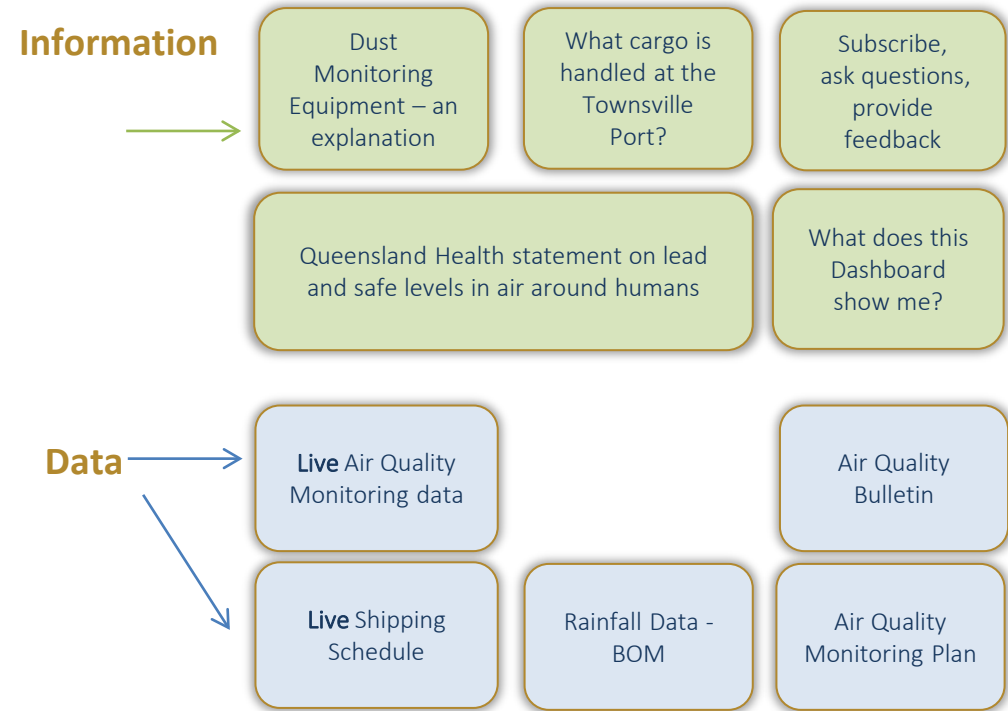 Information
Dust
Monitoring
Equipment – an
explanation
What cargo is
handled at the
Townsville
Port?
Subscribe,
ask questions,
provide
feedback
Queensland Health statement on lead
and safe levels in air around humans
What does this
Dashboard
show me?
Data
Live Air Quality
Monitoring data
Air Quality
Bulletin
Live Shipping
Schedule
Rainfall Data -
BOM
Air Quality
Monitoring Plan